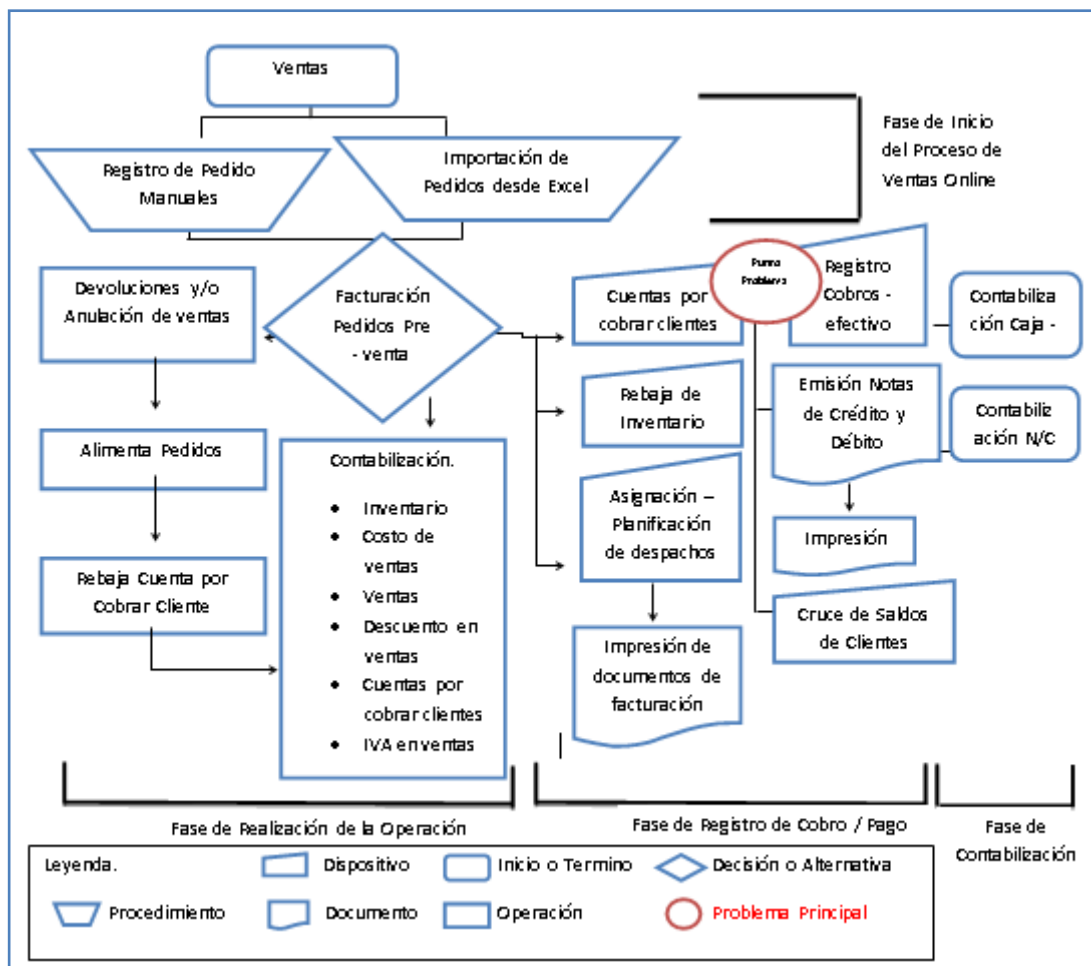 Ventas
Fase de Inicio
del Proceso de
Ventas Online
Registro de Pedido
Manuales
Importación de
Pedidos desde Excel
Devoluciones y/o
Anulación de ventas
Facturación
Pedidos Pre
- venta
Cuentas por
cobrar clientes
Problema
Registro
Cobros -
efectivo
Contabiliza
ción Caja -
Alimenta Pedidos
Rebaja de
Inventario
Emisión Notas
de Crédito y
Débito
Contabiliz
ación N/C
Contabilización.
• Inventario
• Costo de
ventas
• Ventas
• Descuento en
ventas
• Cuentas por
cobrar clientes
• IVA en ventas
Asignación –
Planificación
de despachos
Impresión
Rebaja Cuenta por
Cobrar Cliente
Cruce de Saldos
de Clientes
Impresión de
documentos de
facturación
Fase de Realización de la Operación
Fase de Registro de Cobro / Pago
Fase de
Contabilización
Leyenda.
Dispositivo
Inicio o Termino
Decisión o Alternativa
Procedimiento
Documento
Operación
Problema Principal